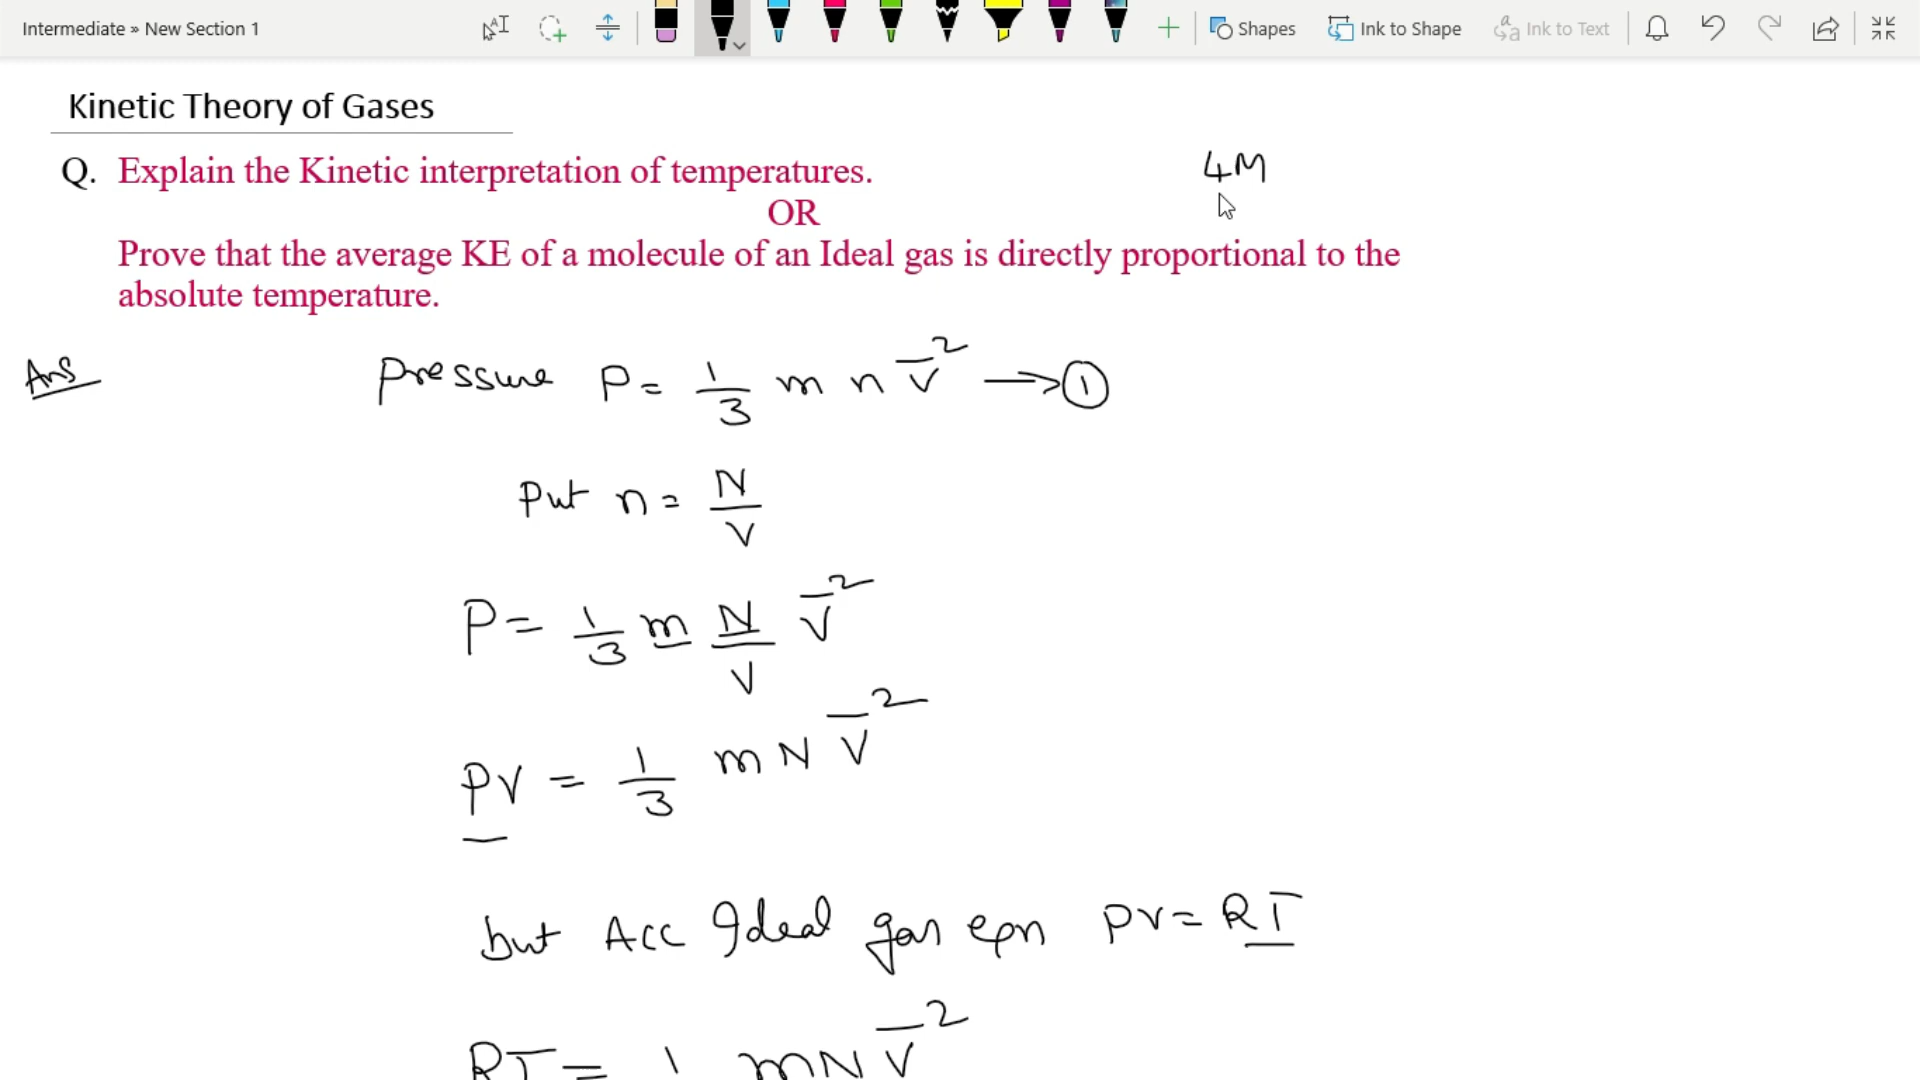 Intermediate » New Section 1 Shapes Ink to Shape Ink to Text
Kinetic Theory of Gases
Q. Explain the Kinetic interpretation of temperatures. 4M
OR
Prove that the average KE of a molecule of an Ideal gas is directly proportional to the
absolute temperature.
Ans Pressure P = 1/3 m n v̅² → ①
Put n = N/V
P = 1/3 m N/V v̅²
PV = 1/3 m N v̅²
but Acc Ideal gas eqn PV = RT
RT = 1 mN v̅²